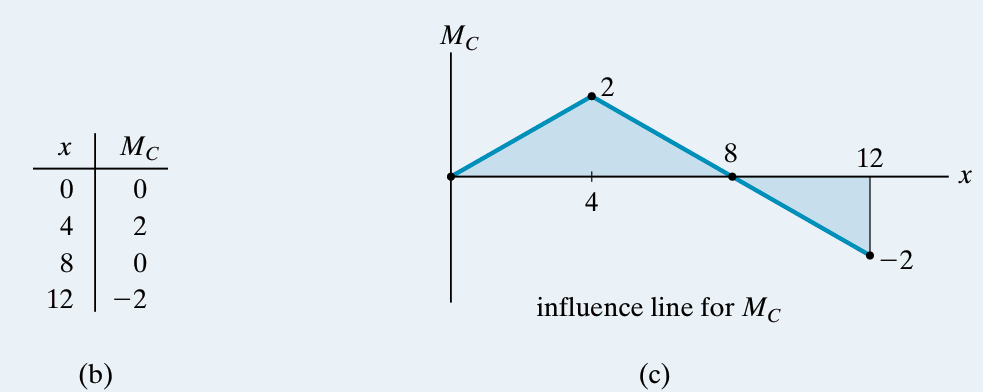 x M_C
0 0
4 2
8 0
12 −2
(b)
M_C
2
8
12
x
4
−2
influence line for M_C
(c)